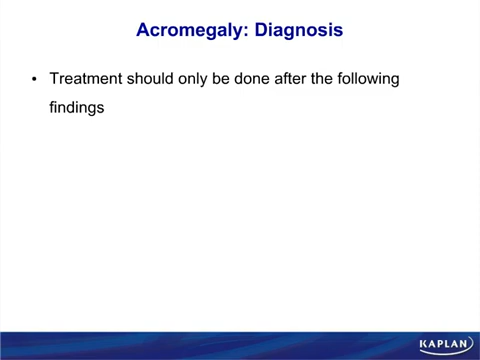 Acromegaly: Diagnosis
• Treatment should only be done after the following
findings
KAPLAN